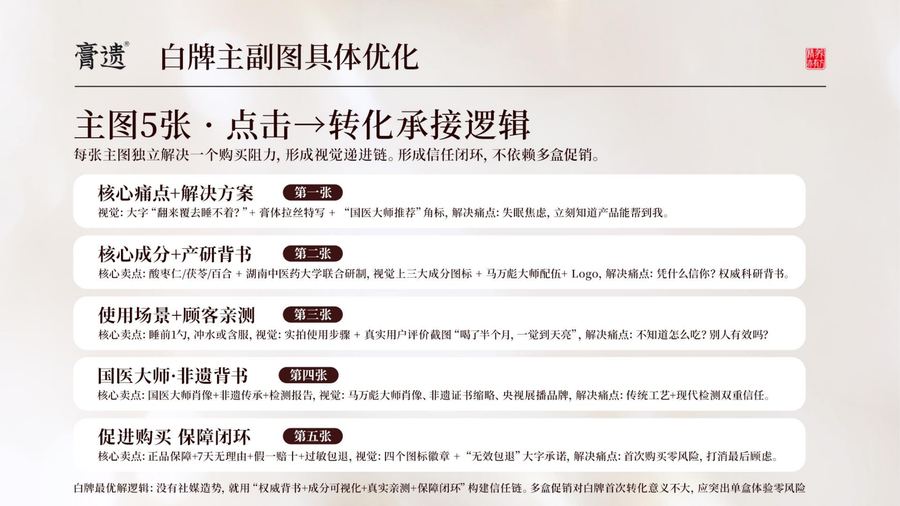 膏遗®
白牌主副图具体优化
主图5张·点击→转化承接逻辑
每张主图独立解决一个购买阻力, 形成视觉递进链。形成信任闭环, 不依赖多盒促销。
核心痛点+解决方案 第一张
视觉: 大字“翻来覆去睡不着？”+ 膏体拉丝特写 + “国医大师推荐”角标, 解决痛点: 失眠焦虑, 立刻知道产品能帮到我。
核心成分+产研背书 第二张
核心卖点: 酸枣仁/茯苓/百合 + 湖南中医药大学联合研制, 视觉上三大成分图标 + 马万彪大师配伍+ Logo, 解决痛点: 凭什么信你？权威科研背书。
使用场景+顾客亲测 第三张
核心卖点: 睡前1勺, 冲水或含服, 视觉: 实拍使用步骤 + 真实用户评价截图“喝了半个月, 一觉到天亮”, 解决痛点: 不知道怎么吃？别人有效吗？
国医大师·非遗背书 第四张
核心卖点: 国医大师肖像+非遗传承+检测报告, 视觉: 马万彪大师肖像、非遗证书缩略、央视展播品牌, 解决痛点: 传统工艺+现代检测双重信任。
促进购买 保障闭环 第五张
核心卖点: 正品保障+7天无理由+假一赔十+过敏包退, 视觉: 四个图标徽章 + “无效包退”大字承诺, 解决痛点: 首次购买零风险, 打消最后顾虑。
白牌最优解逻辑: 没有社媒造势, 就用“权威背书+成分可视化+真实亲测+保障闭环”构建信任链。多盒促销对白牌首次转化意义不大, 应突出单盒体验零风险